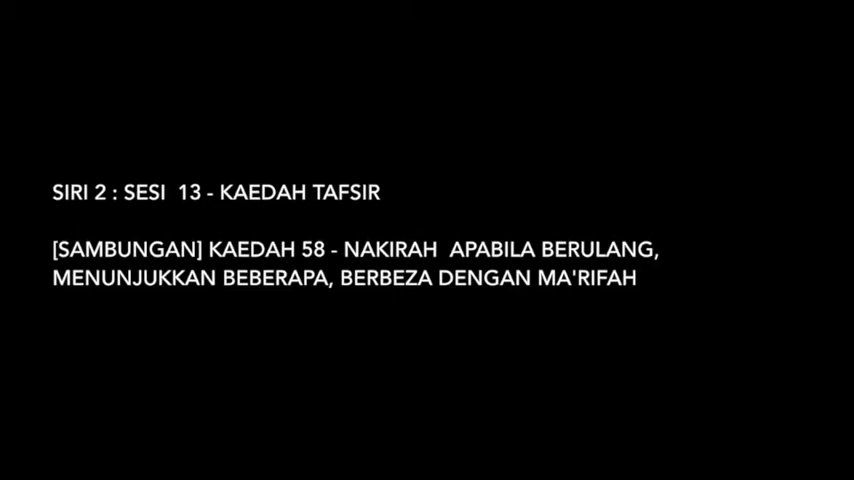 SIRI 2 : SESI 13 - KAEDAH TAFSIR
[SAMBUNGAN] KAEDAH 58 - NAKIRAH APABILA BERULANG,
MENUNJUKKAN BEBERAPA, BERBEZA DENGAN MA'RIFAH